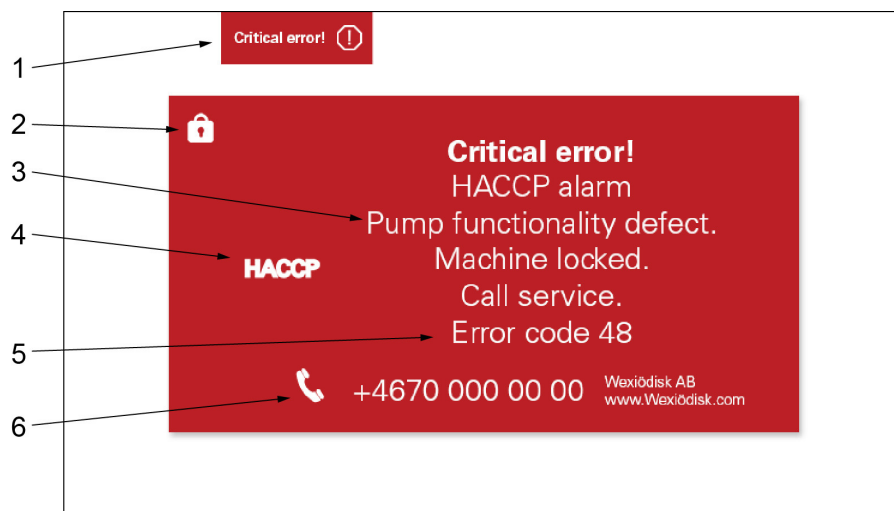 Critical error!
1
2
Critical error!
HACCP alarm
3
Pump functionality defect.
4
Machine locked.
HACCP
Call service.
5
Error code 48
6
+4670 000 00 00
Wexiödisk AB
www.Wexiödisk.com